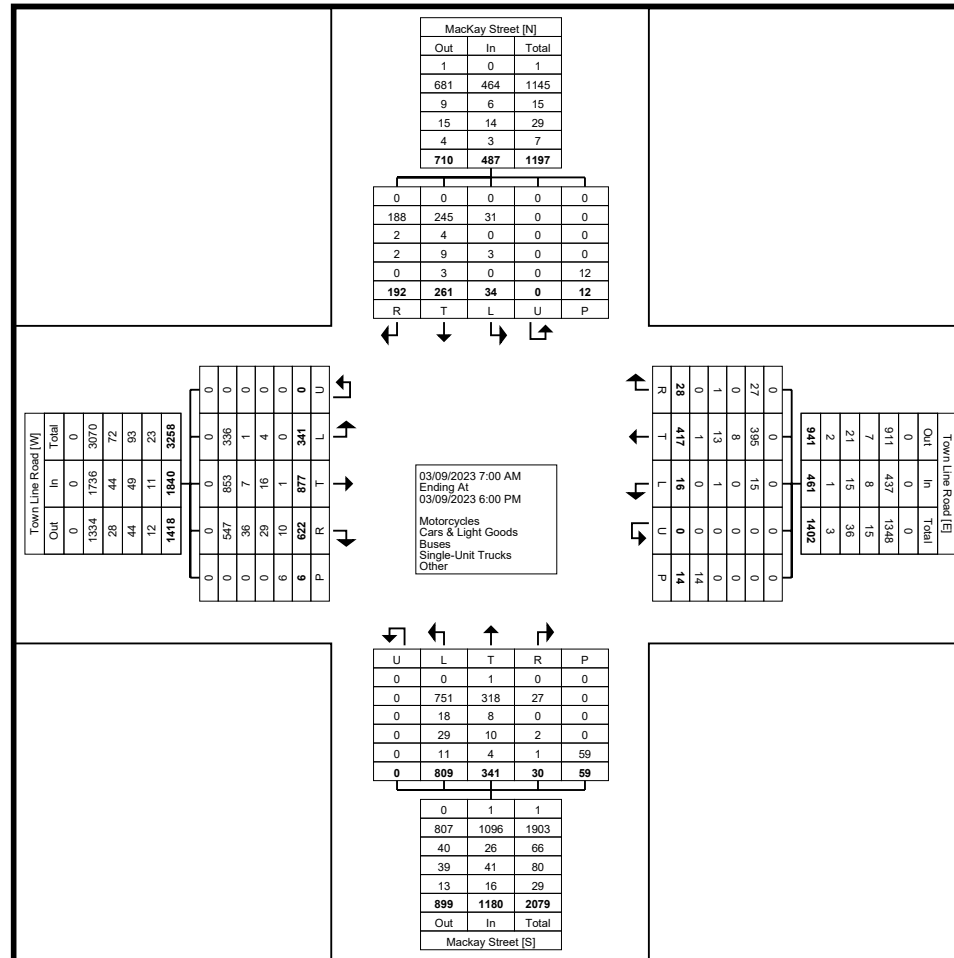 MacKay Street [N]
Out In Total
1 0 1
681 464 1145
9 6 15
15 14 29
4 3 7
710 487 1197
0 0 0 0 0
188 245 31 0 0
2 4 0 0 0
2 9 3 0 0
0 3 0 0 12
192 261 34 0 12
R T L U P
Town Line Road [W]
Total 0 3070 72 93 23 3258
In 0 1736 44 49 11 1840
Out 0 1334 28 44 12 1418
0 0 0 0 0 0 U
0 336 1 4 0 341 L
0 853 7 16 1 877 T
0 547 36 29 10 622 R
0 0 0 0 6 6 P
03/09/2023 7:00 AM
Ending At
03/09/2023 6:00 PM
Motorcycles
Cars & Light Goods
Buses
Single-Unit Trucks
Other
R 28 0 1 0 27 0
T 417 1 13 8 395 0
L 16 0 1 0 15 0
U 0 0 0 0 0 0
P 14 14 0 0 0 0
941 2 21 7 911 0 Out
461 1 15 8 437 0 In
1402 3 36 15 1348 0 Total
Town Line Road [E]
U L T R P
0 0 1 0 0
0 751 318 27 0
0 18 8 0 0
0 29 10 2 0
0 11 4 1 59
0 809 341 30 59
0 1 1
807 1096 1903
40 26 66
39 41 80
13 16 29
899 1180 2079
Out In Total
Mackay Street [S]